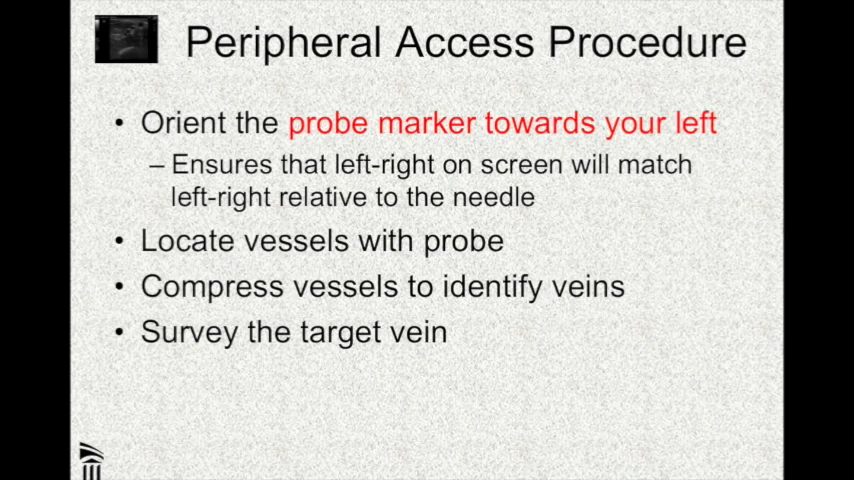 Peripheral Access Procedure
• Orient the probe marker towards your left
– Ensures that left-right on screen will match
left-right relative to the needle
• Locate vessels with probe
• Compress vessels to identify veins
• Survey the target vein